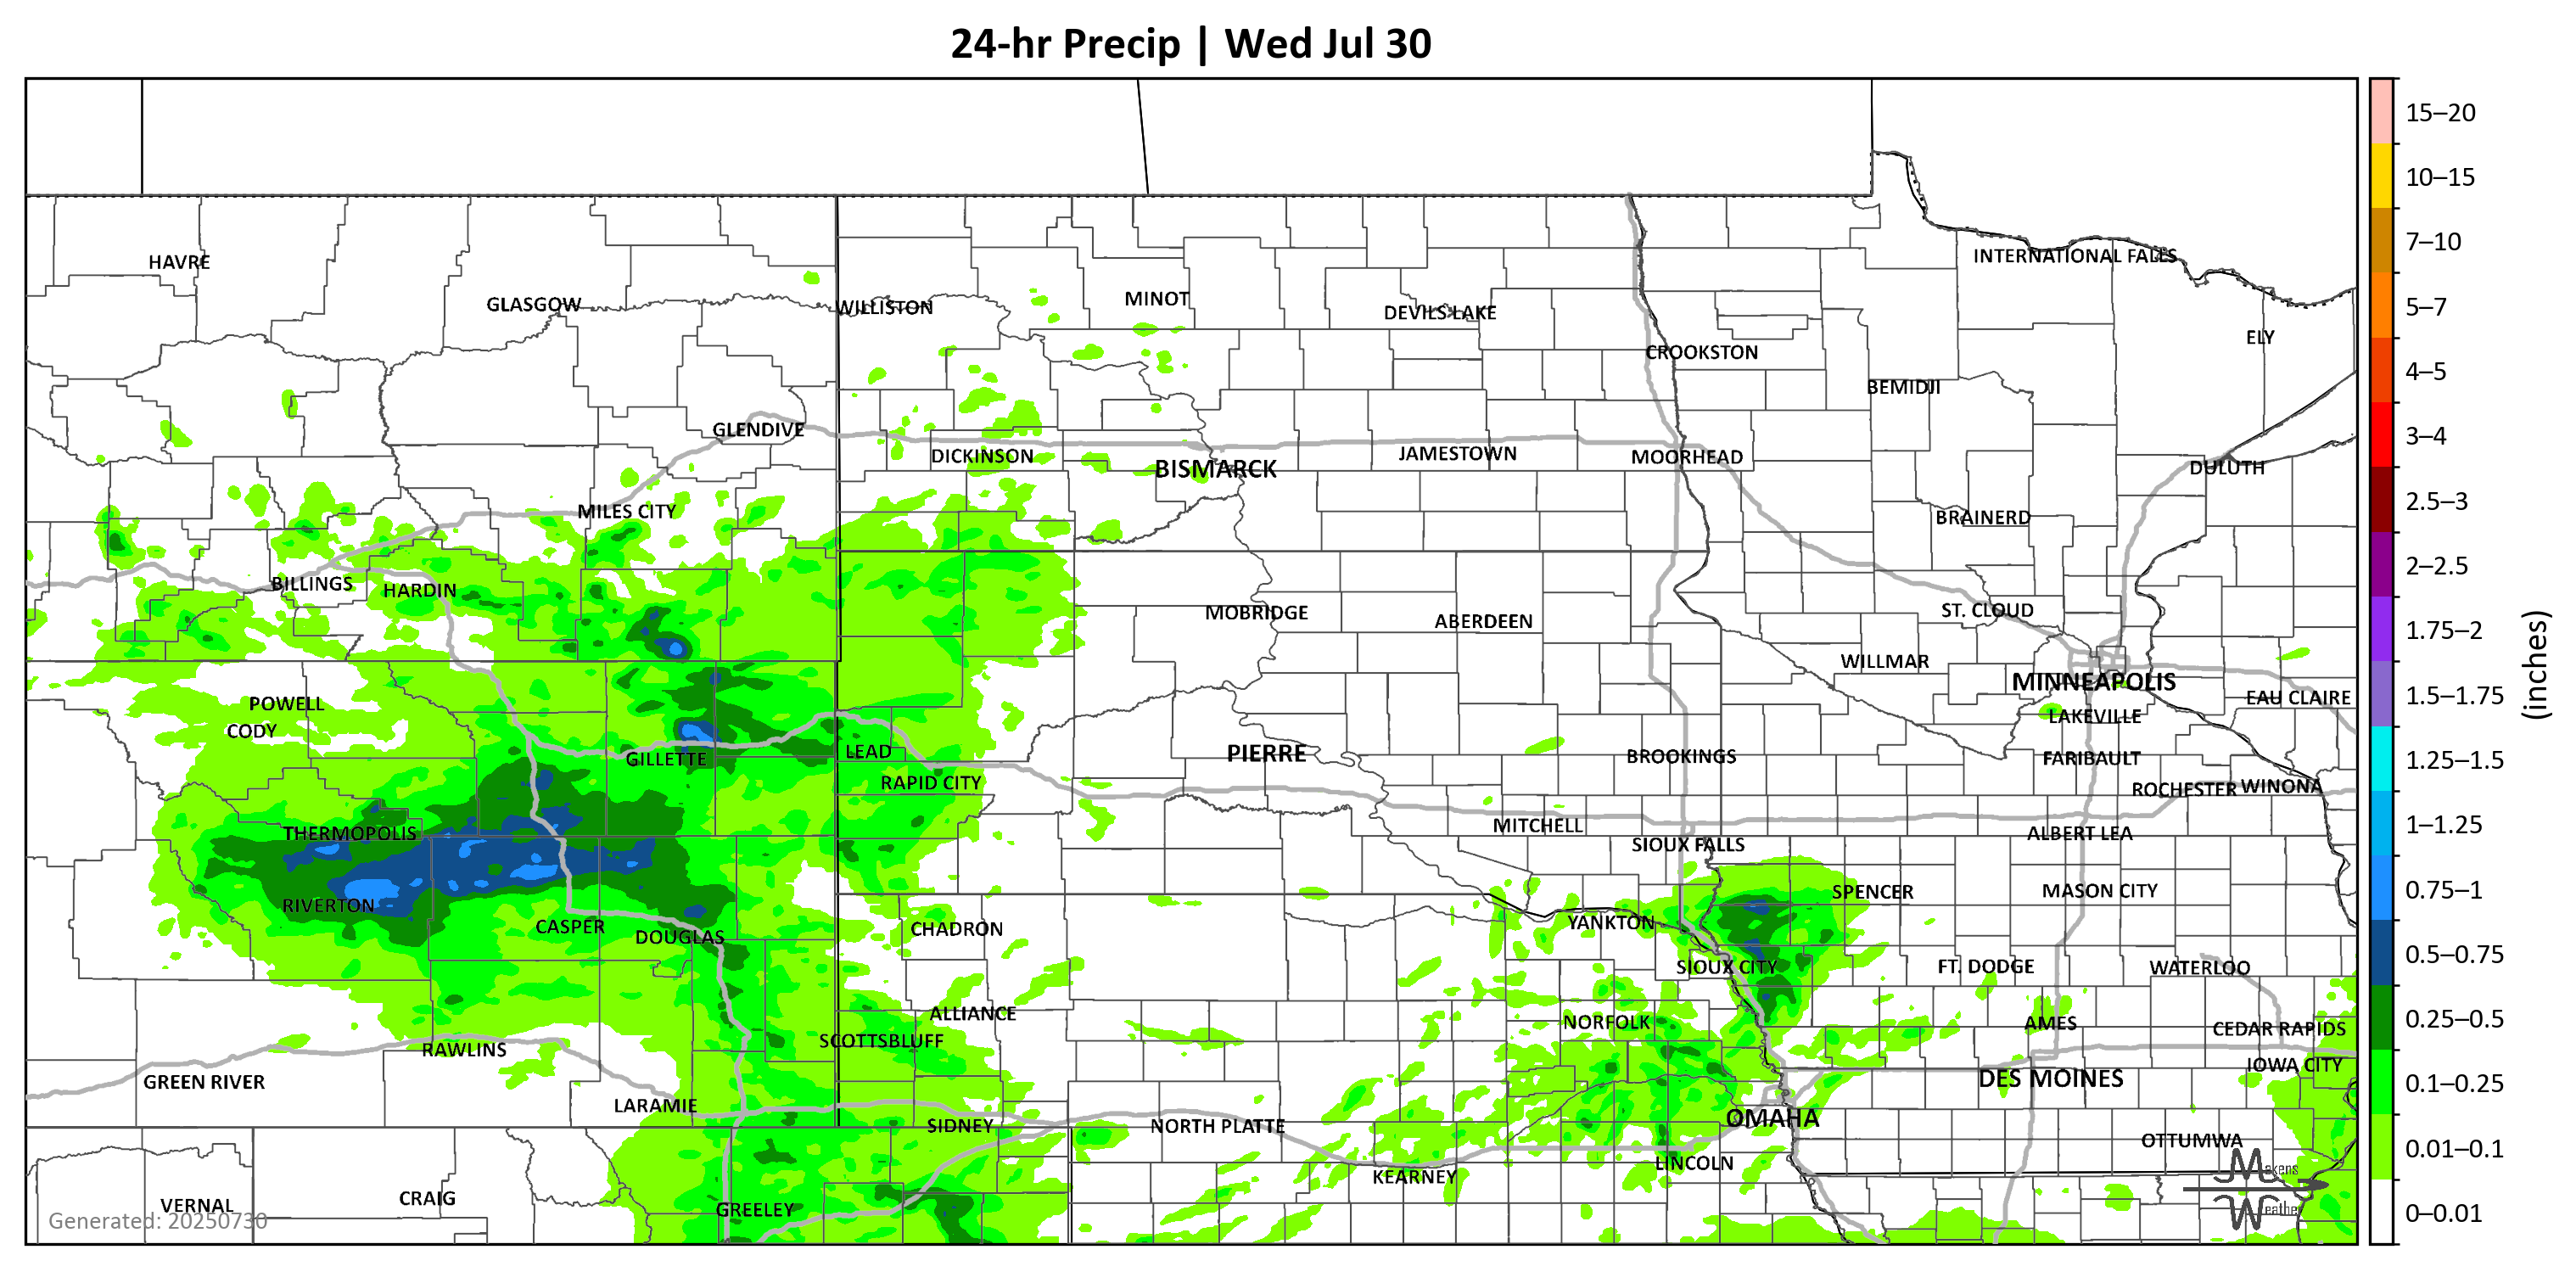 24-hr Precip | Wed Jul 30
15–20
10–15
7–10
5–7
4–5
3–4
2.5–3
2–2.5
1.75–2
1.5–1.75
1.25–1.5
1–1.25
0.75–1
0.5–0.75
0.25–0.5
0.1–0.25
0.01–0.1
0–0.01
(inches)
HAVRE
INTERNATIONAL FALLS
GLASGOW
WILLISTON
MINOT
DEVILS LAKE
ELY
CROOKSTON
BEMIDJI
GLENDIVE
DICKINSON
BISMARCK
JAMESTOWN
MOORHEAD
DULUTH
MILES CITY
BRAINERD
BILLINGS
HARDIN
MOBRIDGE
ABERDEEN
ST. CLOUD
WILLMAR
MINNEAPOLIS
POWELL
EAU CLAIRE
CODY
LAKEVILLE
GILLETTE
LEAD
PIERRE
BROOKINGS
FARIBAULT
RAPID CITY
ROCHESTER
WINONA
THERMOPOLIS
MITCHELL
ALBERT LEA
SIOUX FALLS
RIVERTON
SPENCER
MASON CITY
CASPER
DOUGLAS
CHADRON
YANKTON
SIOUX CITY
FT. DODGE
WATERLOO
ALLIANCE
NORFOLK
AMES
CEDAR RAPIDS
SCOTTSBLUFF
RAWLINS
IOWA CITY
GREEN RIVER
DES MOINES
LARAMIE
OMAHA
SIDNEY
NORTH PLATTE
OTTUMWA
LINCOLN
KEARNEY
VERNAL
CRAIG
GREELEY
Makens
Weather
Generated: 20250730